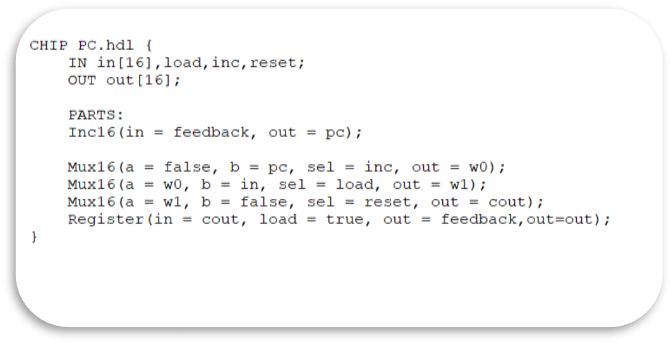 CHIP PC.hdl {
    IN in[16],load,inc,reset;
    OUT out[16];

    PARTS:
    Inc16(in = feedback, out = pc);

    Mux16(a = false, b = pc, sel = inc, out = w0);
    Mux16(a = w0, b = in, sel = load, out = w1);
    Mux16(a = w1, b = false, sel = reset, out = cout);
    Register(in = cout, load = true, out = feedback,out=out);
}